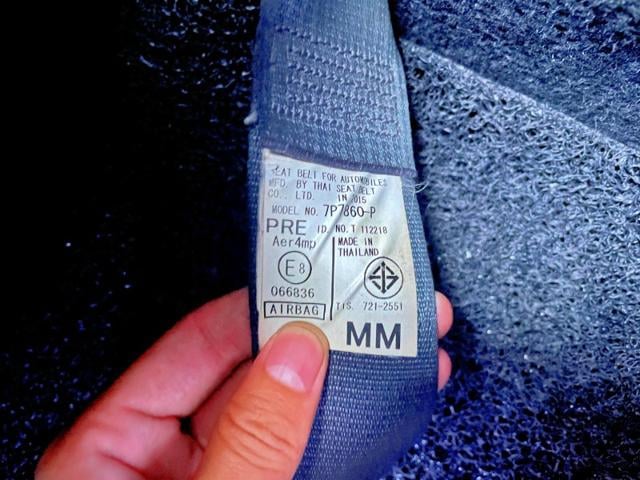 SEAT BELT FOR AUTOMOBILES
MFD. BY THAI SEAT BELT
CO., LTD. IN 2015
MODEL NO. 7P7860-P
PRE ID. NO. T 112218
Aer4mp
MADE IN
THAILAND
E8
066836
AIRBAG
TIS. 721-2551
MM